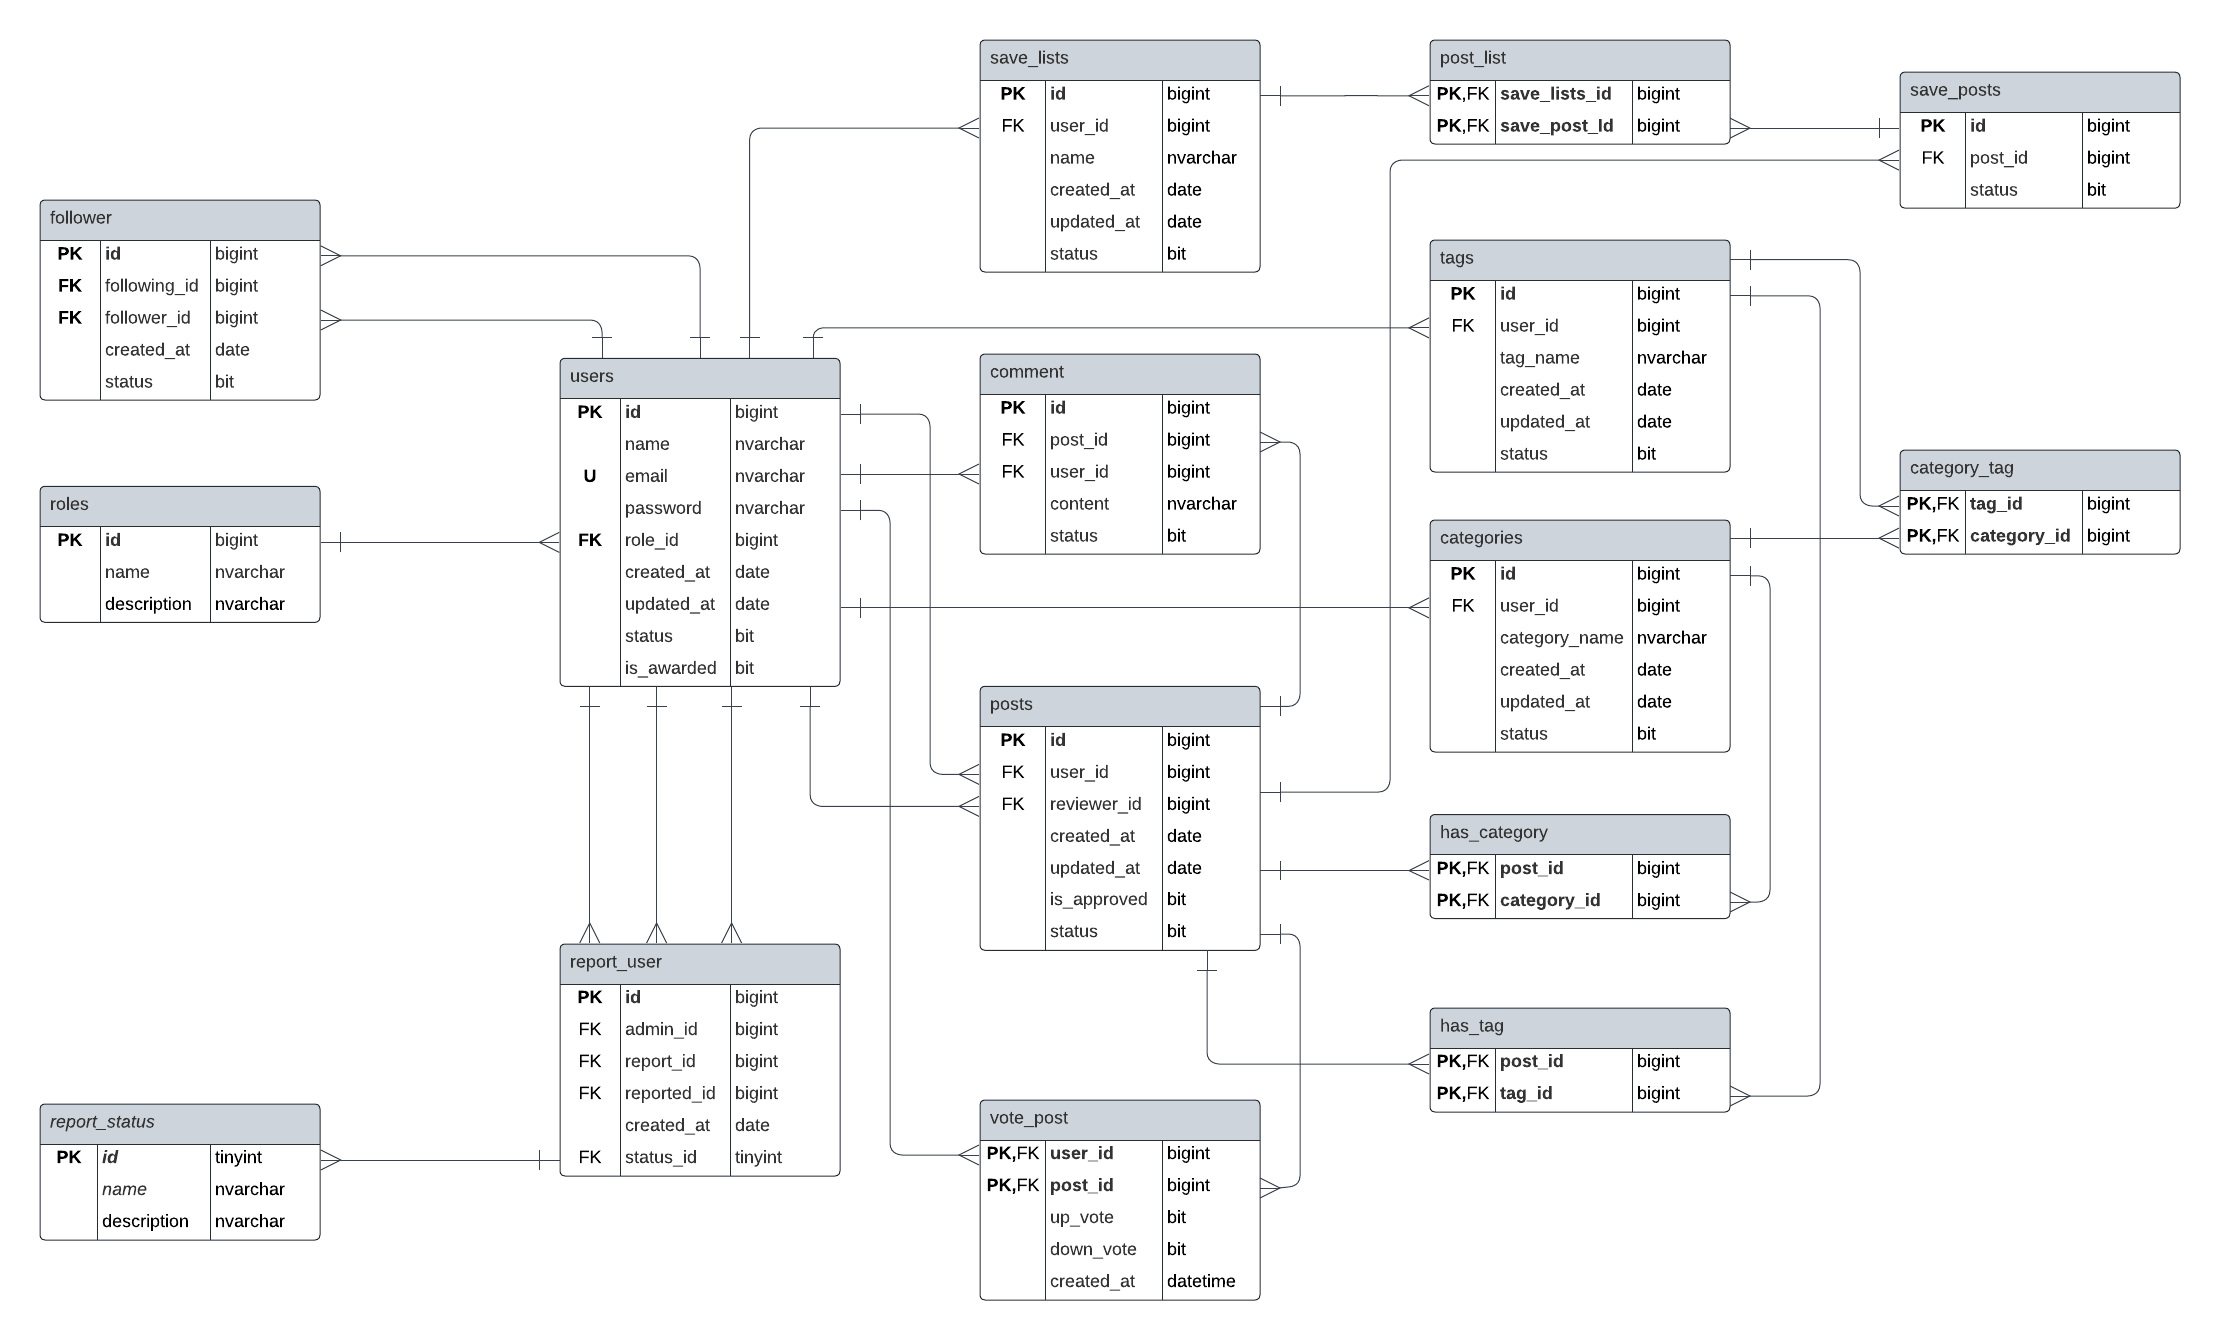 save_lists
PK id bigint
FK user_id bigint
name nvarchar
created_at date
updated_at date
status bit
post_list
PK,FK save_lists_id bigint
PK,FK save_post_Id bigint
save_posts
PK id bigint
FK post_id bigint
status bit
follower
PK id bigint
FK following_id bigint
FK follower_id bigint
created_at date
status bit
tags
PK id bigint
FK user_id bigint
tag_name nvarchar
created_at date
updated_at date
status bit
users
PK id bigint
name nvarchar
U email nvarchar
password nvarchar
FK role_id bigint
created_at date
updated_at date
status bit
is_awarded bit
comment
PK id bigint
FK post_id bigint
FK user_id bigint
content nvarchar
status bit
category_tag
PK,FK tag_id bigint
PK,FK category_id bigint
roles
PK id bigint
name nvarchar
description nvarchar
categories
PK id bigint
FK user_id bigint
category_name nvarchar
created_at date
updated_at date
status bit
posts
PK id bigint
FK user_id bigint
FK reviewer_id bigint
created_at date
updated_at date
is_approved bit
status bit
has_category
PK,FK post_id bigint
PK,FK category_id bigint
report_user
PK id bigint
FK admin_id bigint
FK report_id bigint
FK reported_id bigint
created_at date
FK status_id tinyint
has_tag
PK,FK post_id bigint
PK,FK tag_id bigint
report_status
PK id tinyint
name nvarchar
description nvarchar
vote_post
PK,FK user_id bigint
PK,FK post_id bigint
up_vote bit
down_vote bit
created_at datetime